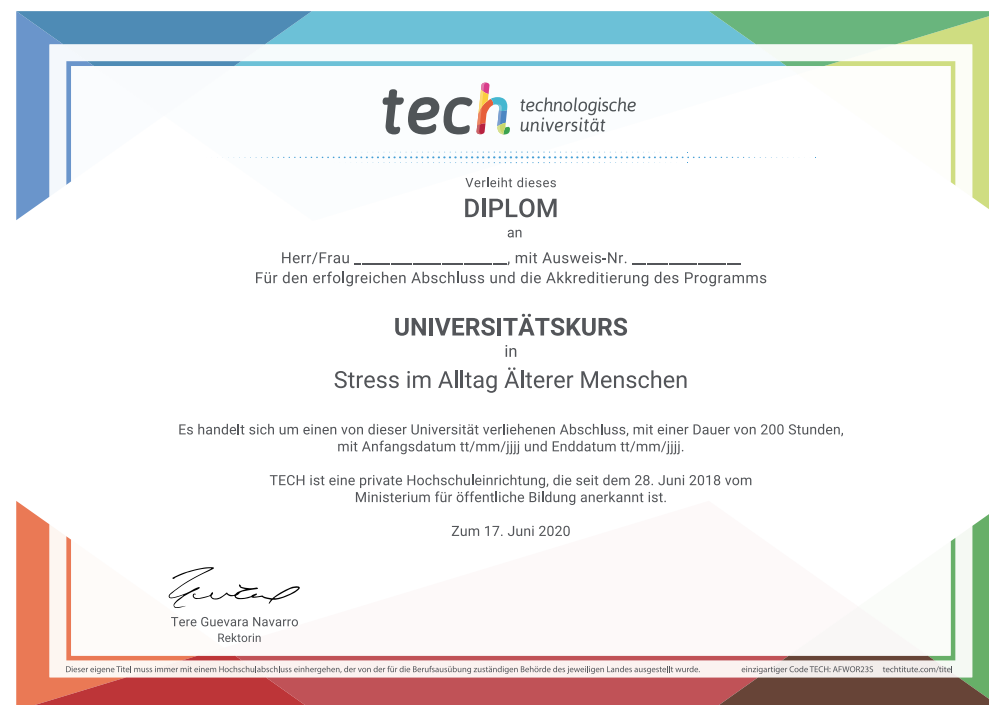 tech technologische
universität
Verleiht dieses
DIPLOM
an
Herr/Frau ____________________, mit Ausweis-Nr. ______________
Für den erfolgreichen Abschluss und die Akkreditierung des Programms
UNIVERSITÄTSKURS
in
Stress im Alltag Älterer Menschen
Es handelt sich um einen von dieser Universität verliehenen Abschluss, mit einer Dauer von 200 Stunden,
mit Anfangsdatum tt/mm/jjjj und Enddatum tt/mm/jjjj.
TECH ist eine private Hochschuleinrichtung, die seit dem 28. Juni 2018 vom
Ministerium für öffentliche Bildung anerkannt ist.
Zum 17. Juni 2020
Tere Guevara Navarro
Rektorin
Dieser eigene Titel muss immer mit einem Hochschulabschluss einhergehen, der von der für die Berufsausübung zuständigen Behörde des jeweiligen Landes ausgestellt wurde. einzigartiger Code TECH: AFWOR23S techtitute.com/titel